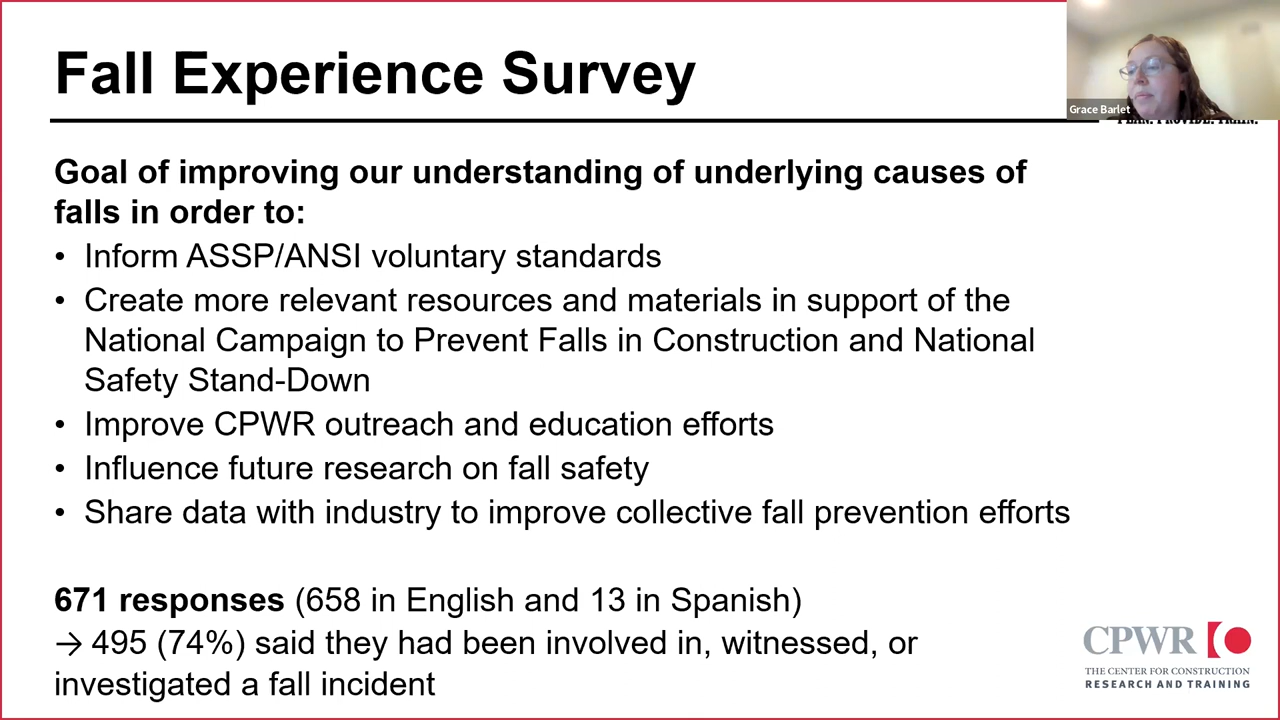 Fall Experience Survey
Grace Barlet
Goal of improving our understanding of underlying causes of
falls in order to:
• Inform ASSP/ANSI voluntary standards
• Create more relevant resources and materials in support of the
National Campaign to Prevent Falls in Construction and National
Safety Stand-Down
• Improve CPWR outreach and education efforts
• Influence future research on fall safety
• Share data with industry to improve collective fall prevention efforts
671 responses (658 in English and 13 in Spanish)
→ 495 (74%) said they had been involved in, witnessed, or
investigated a fall incident
CPWR
THE CENTER FOR CONSTRUCTION
RESEARCH AND TRAINING